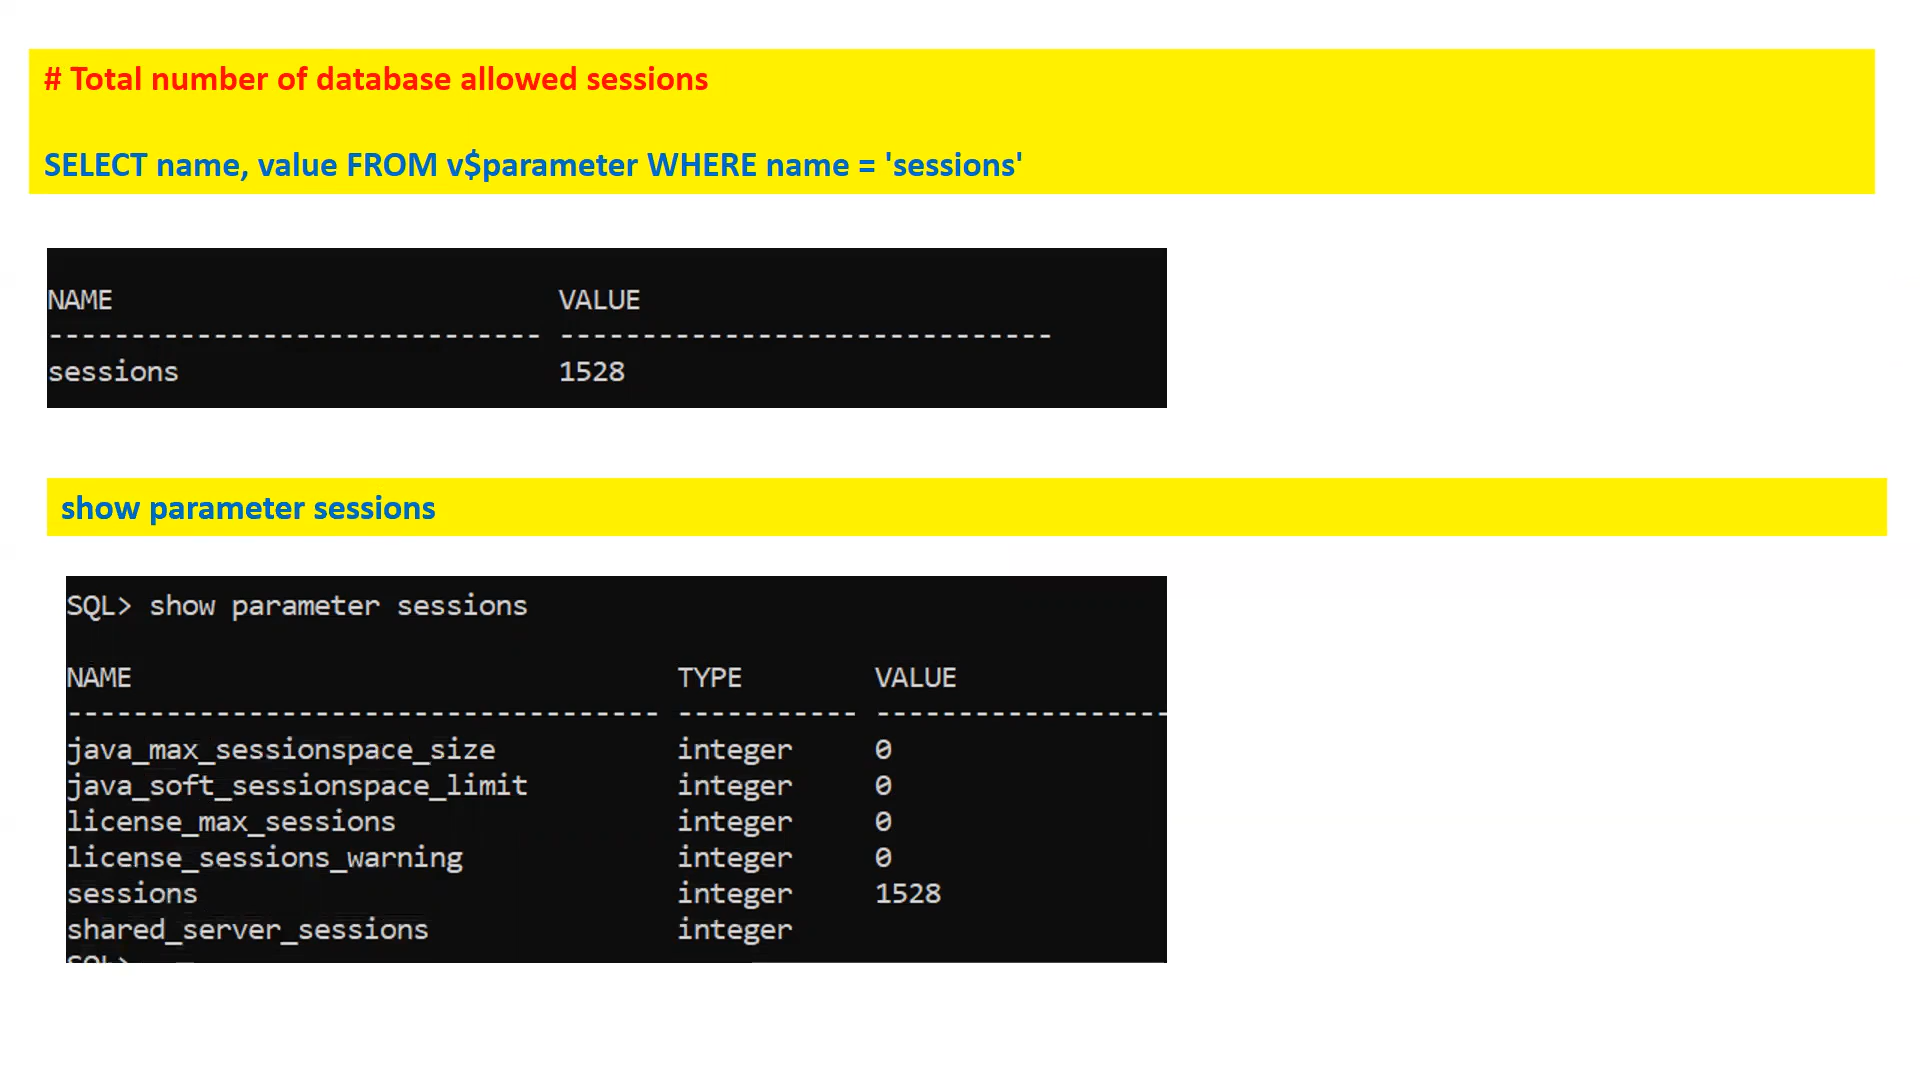 # Total number of database allowed sessions
SELECT name, value FROM v$parameter WHERE name = 'sessions'
NAME VALUE
------------------------------ ------------------------------
sessions 1528
show parameter sessions
SQL> show parameter sessions
NAME TYPE VALUE
------------------------------------ ----------- ------------------
java_max_sessionspace_size integer 0
java_soft_sessionspace_limit integer 0
license_max_sessions integer 0
license_sessions_warning integer 0
sessions integer 1528
shared_server_sessions integer
SQL>